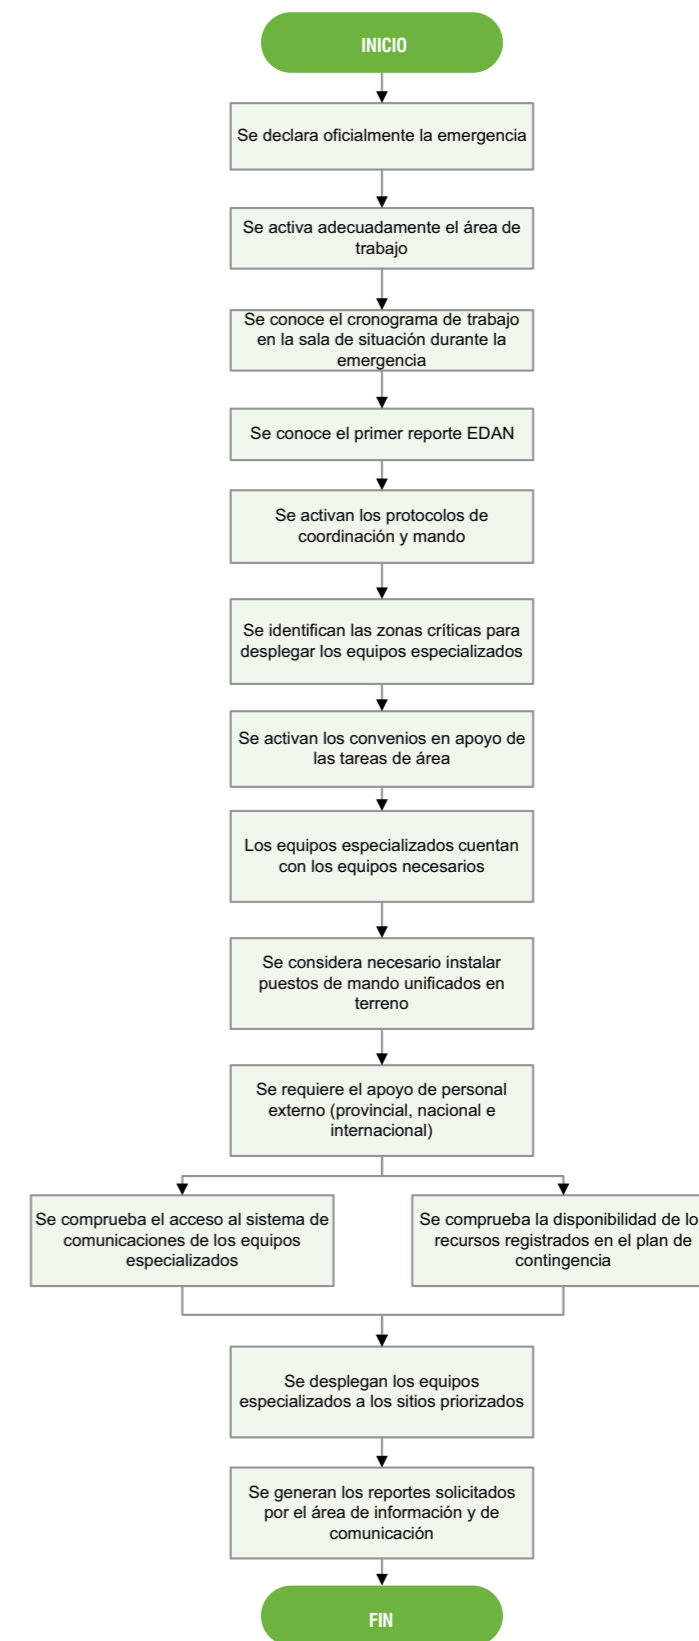 INICIO
Se declara oficialmente la emergencia
Se activa adecuadamente el área de
trabajo
Se conoce el cronograma de trabajo
en la sala de situación durante la
emergencia
Se conoce el primer reporte EDAN
Se activan los protocolos de
coordinación y mando
Se identifican las zonas críticas para
desplegar los equipos especializados
Se activan los convenios en apoyo de
las tareas de área
Los equipos especializados cuentan
con los equipos necesarios
Se considera necesario instalar
puestos de mando unificados en
terreno
Se requiere el apoyo de personal
externo (provincial, nacional e
internacional)
Se comprueba el acceso al sistema de
comunicaciones de los equipos
especializados
Se comprueba la disponibilidad de lo
recursos registrados en el plan de
contingencia
Se desplegan los equipos
especializados a los sitios priorizados
Se generan los reportes solicitados
por el área de información y de
comunicación
FIN